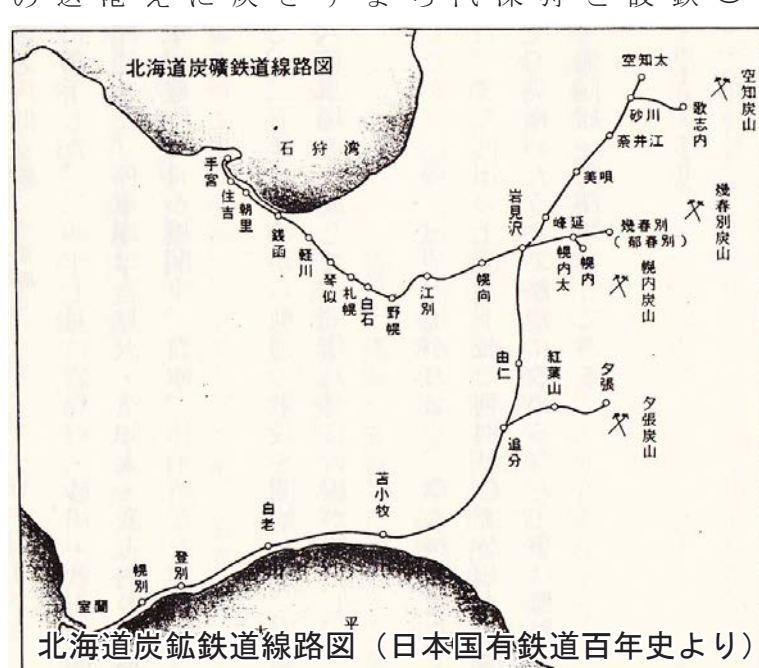 北海道炭礦鉄道線路図
石狩湾
空知太
砂川
歌志内
空知炭山
奈井江
美唄
峰延
岩見沢
幾春別
(郁春別)
幾春別炭山
幌内太
幌内
幌内炭山
手宮
住吉
朝里
銭函
軽川
琴似
札幌
白石
野幌
江別
幌向
由仁
紅葉山
夕張
夕張炭山
追分
苫小牧
白老
登別
幌別
室蘭
平
北海道炭鉱鉄道線路図（日本国有鉄道百年史より）